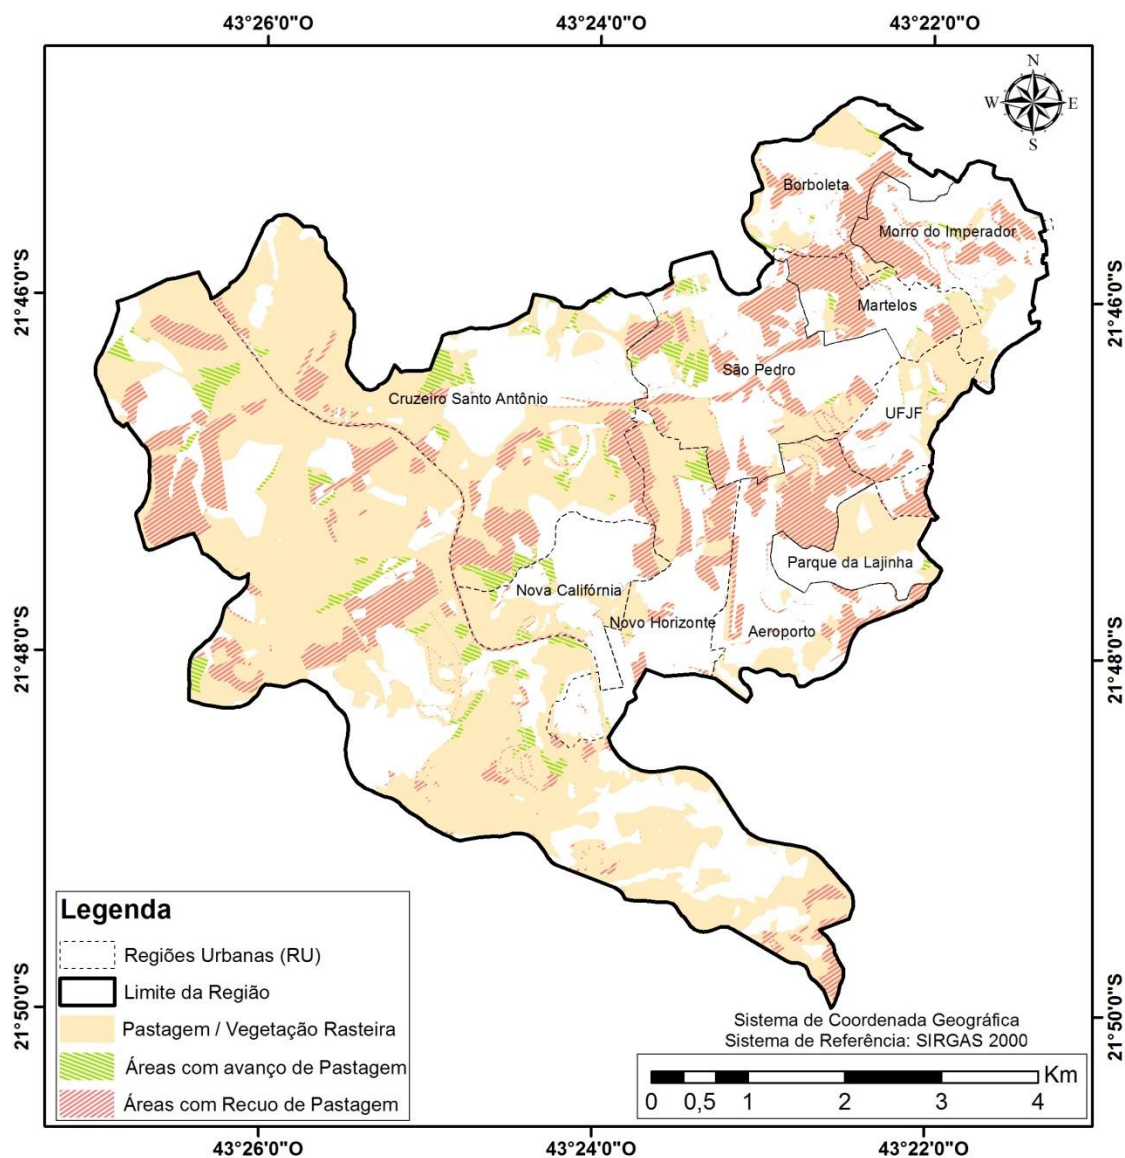 43°26'0"O
43°24'0"O
43°22'0"O
N
W
E
S
Borboleta
Morro do Imperador
21°46'0"S
21°46'0"S
Martelos
São Pedro
Cruzeiro Santo Antônio
UFJF
Parque da Lajinha
Nova Califórnia
Novo Horizonte
Aeroporto
21°48'0"S
21°48'0"S
Legenda
Regiões Urbanas (RU)
Limite da Região
Pastagem / Vegetação Rasteira
Áreas com avanço de Pastagem
Áreas com Recuo de Pastagem
21°50'0"S
21°50'0"S
Sistema de Coordenada Geográfica
Sistema de Referência: SIRGAS 2000
Km
0 0,5 1 2 3 4
43°26'0"O
43°24'0"O
43°22'0"O